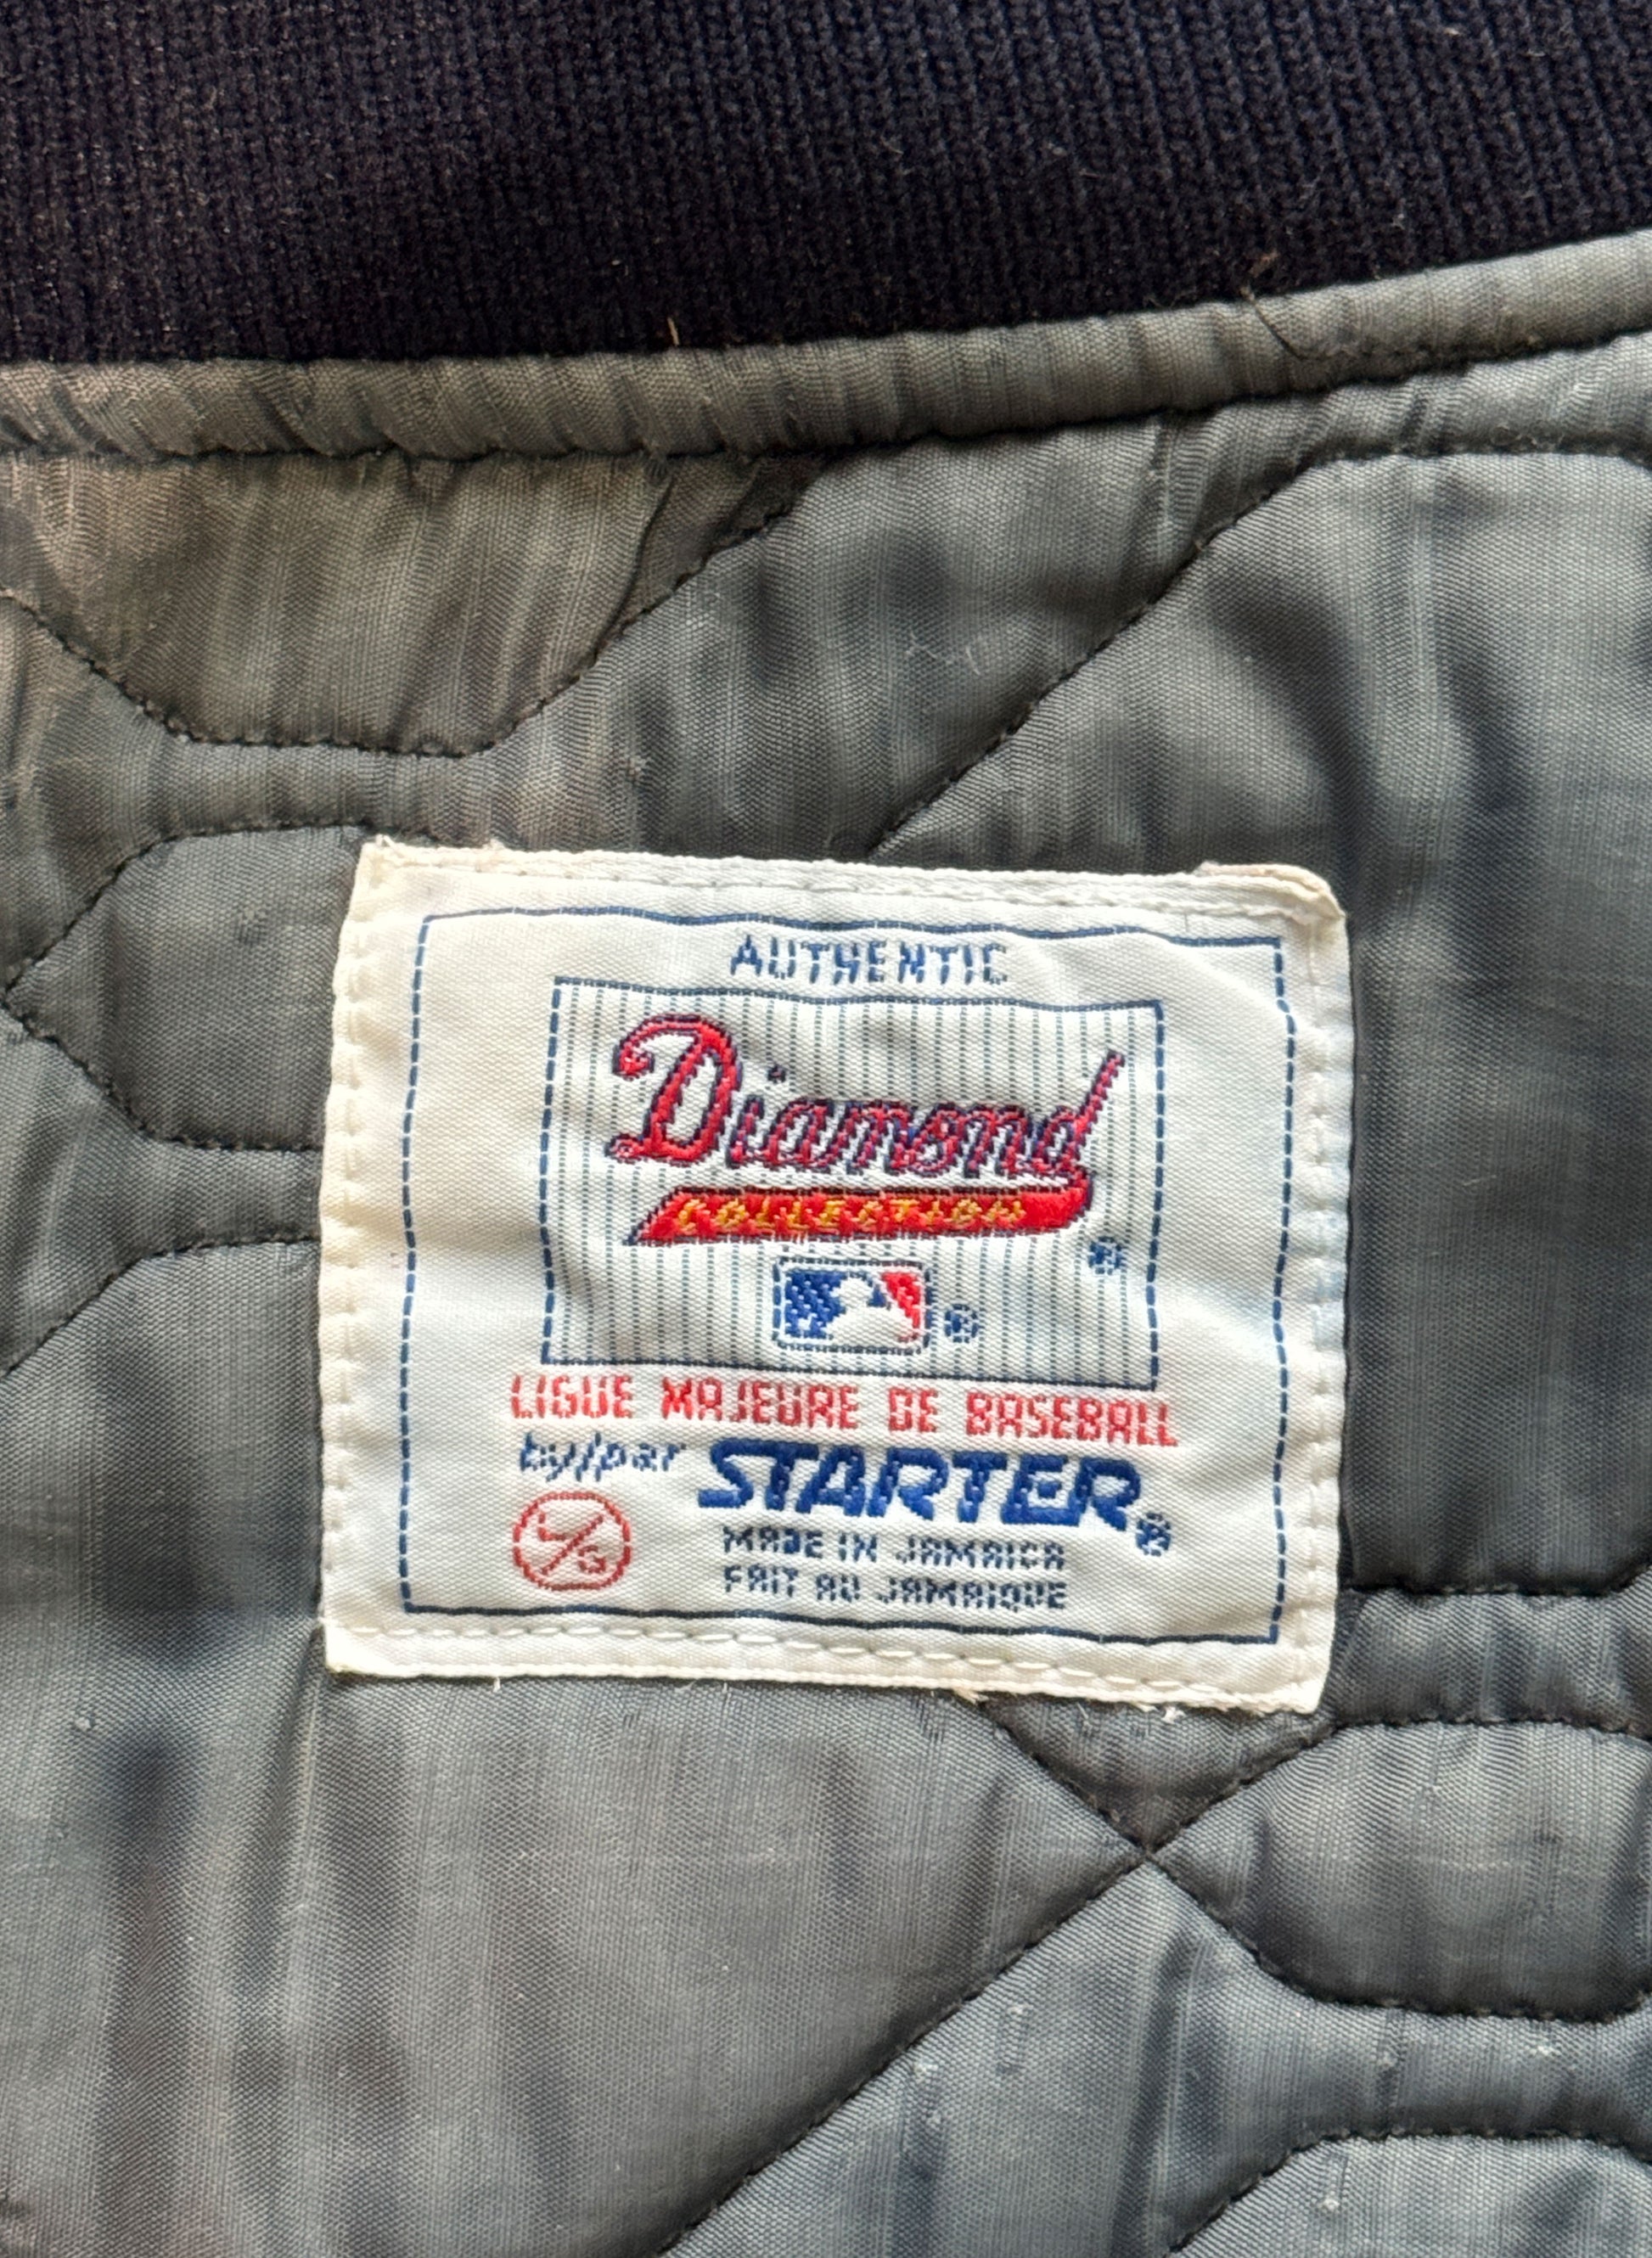 AUTHENTIC
Diamond
COLLECTION
®
®
LIGUE MAJEURE DE BASEBALL
by/par STARTER®
MADE IN JAMAICA
FAIT AU JAMAIQUE